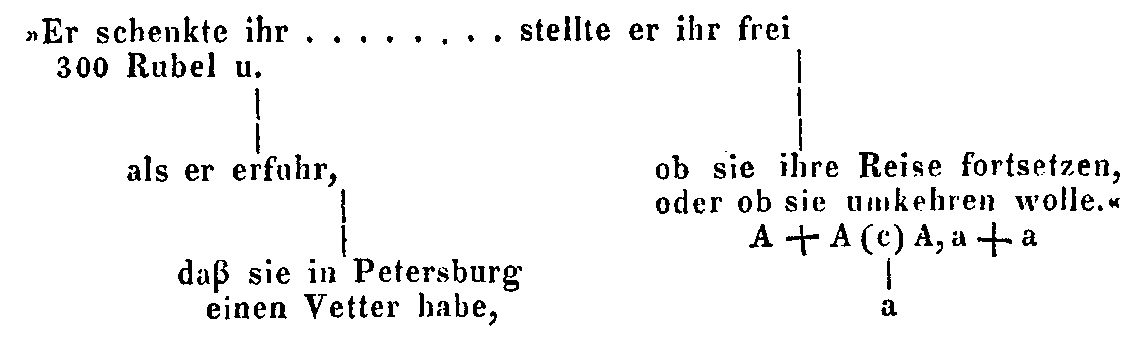 »Er schenkte ihr . . . . . . . . stellte er ihr frei
300 Rubel u.
als er erfuhr,
ob sie ihre Reise fortsetzen,
oder ob sie umkehren wolle.«
A + A (c) A, a + a
a
daß sie in Petersburg
einen Vetter habe,